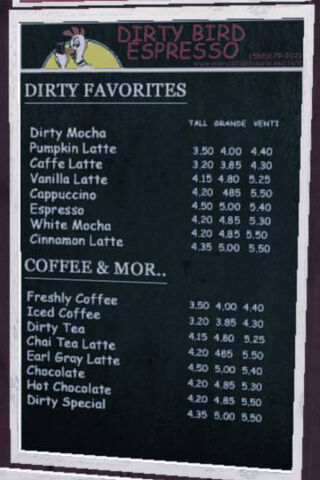 DIRTY BIRD
ESPRESSO
DIRTY FAVORITES
TALL GRANDE VENTI
Dirty Mocha 3.50 4.00 4.40
Pumpkin Latte 3.20 3.85 4.30
Caffe Latte 4.15 4.80 5.25
Vanilla Latte 4.20 485 5.50
Cappuccino 4.50 5.00 5.40
Espresso 4.20 4.85 5.30
White Mocha 4.20 4.85 5.50
Cinnamon Latte 4.35 5.00 5.50
COFFEE & MOR..
Freshly Coffee 3.50 4.00 4.40
Iced Coffee 3.20 3.85 4.30
Dirty Tea 4.15 4.80 5.25
Chai Tea Latte 4.20 485 5.50
Earl Gray Latte 4.50 5.00 5.40
Chocolate 4.20 4.85 5.30
Hot Chocolate 4.20 4.85 5.50
Dirty Special 4.35 5.00 5.50